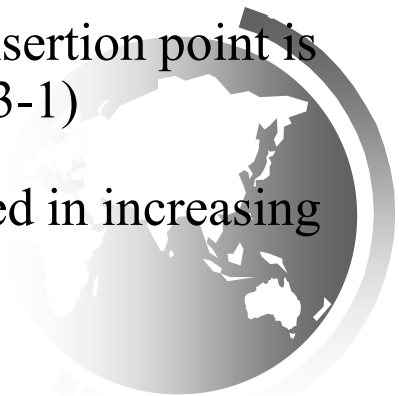 sertion point is
3-1)
ed in increasing